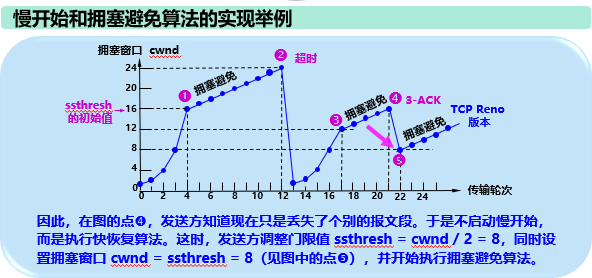 慢开始和拥塞避免算法的实现举例
拥塞窗口 cwnd
❷ 超时
24
20
16
12
8
4
0
ssthresh
的初始值
❶
拥塞避免
❸
拥塞避免
❹ 3-ACK
拥塞避免
❺
TCP Reno
版本
0 2 4 6 8 10 12 14 16 18 20 22 24
传输轮次
因此，在图的点❹，发送方知道现在只是丢失了个别的报文段。于是不启动慢开始，
而是执行快恢复算法。这时，发送方调整门限值 ssthresh = cwnd / 2 = 8，同时设
置拥塞窗口 cwnd = ssthresh = 8（见图中的点❺），并开始执行拥塞避免算法。